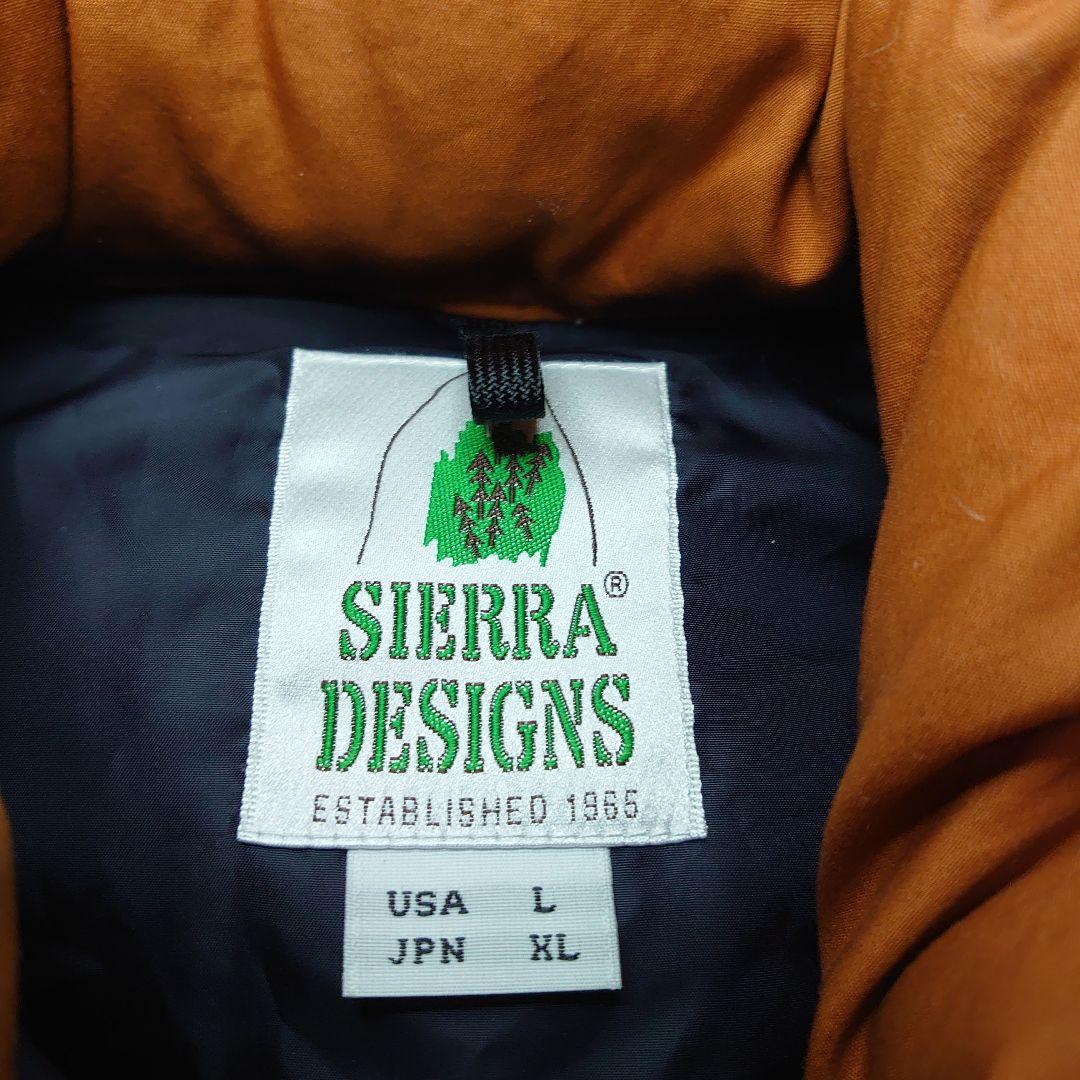 SIERRA®
DESIGNS
ESTABLISHED 1965
USA L
JPN XL